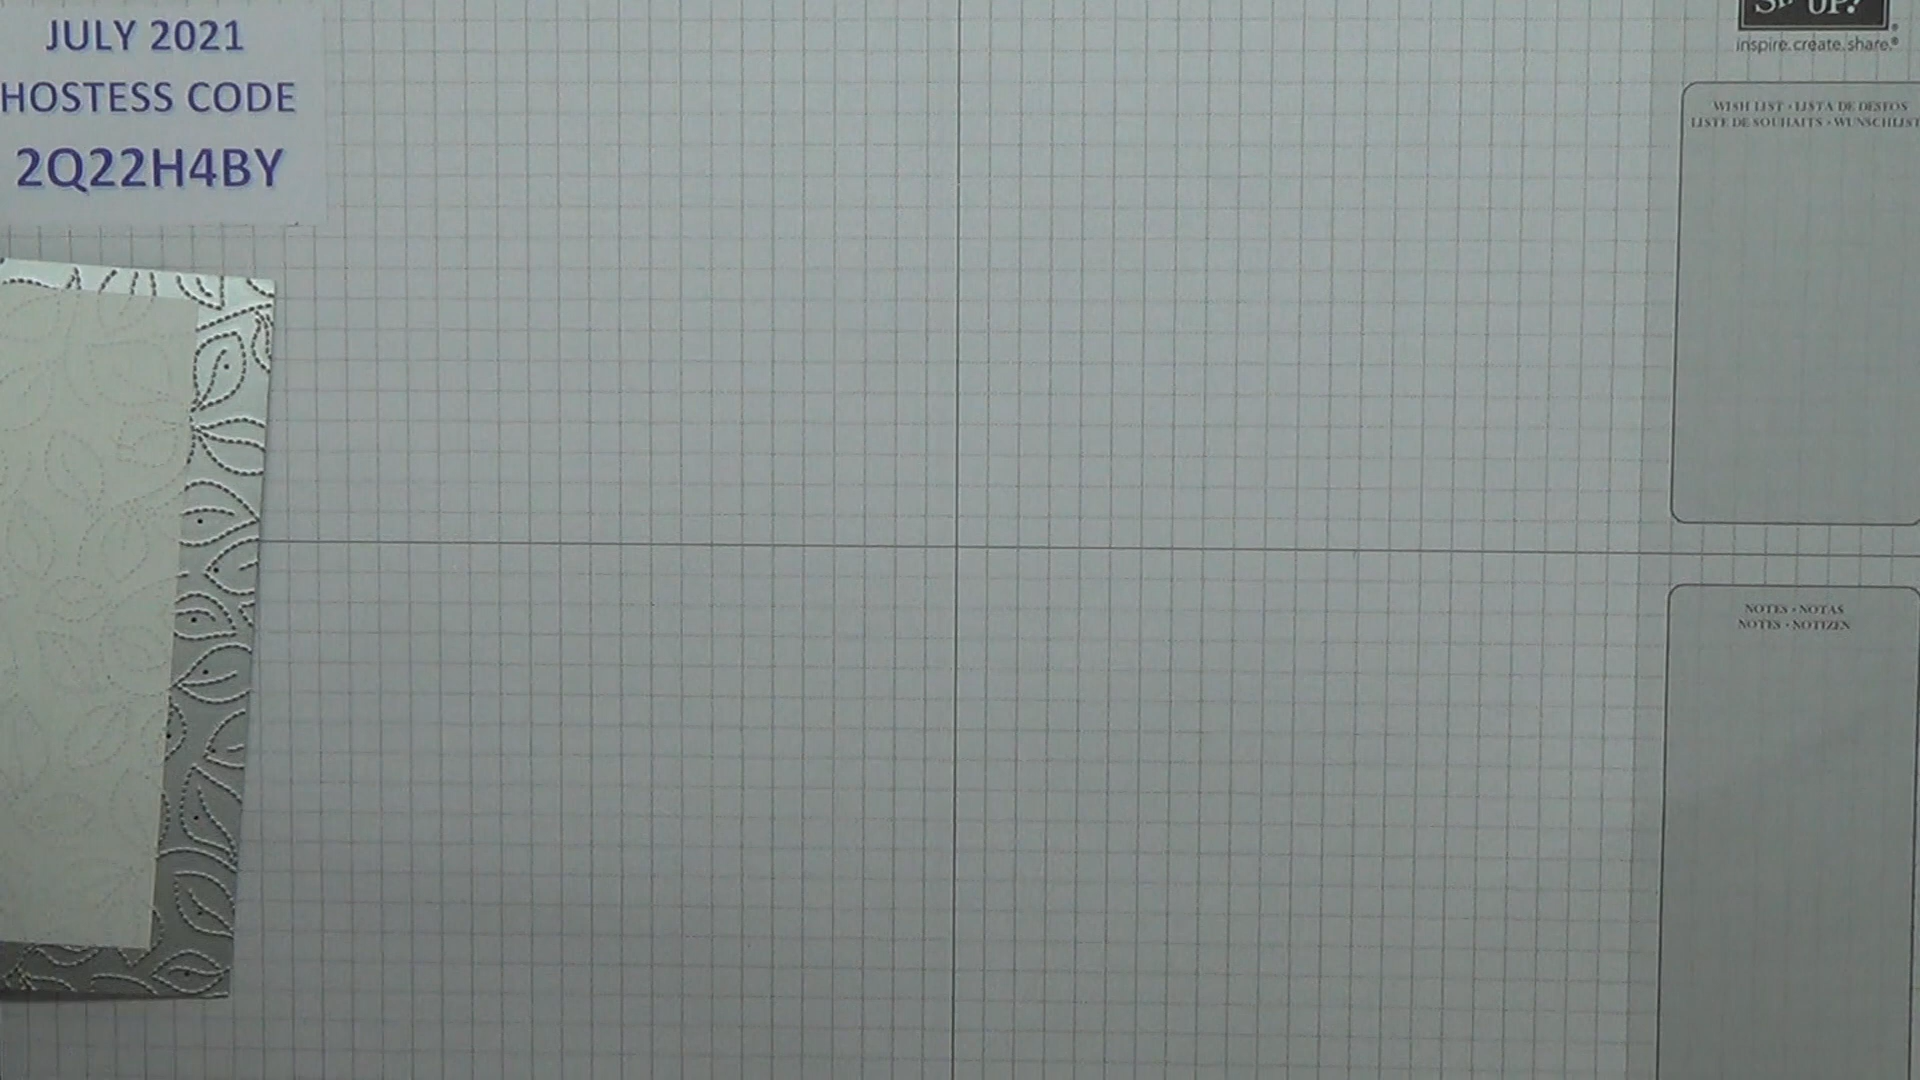 JULY 2021
HOSTESS CODE
2Q22H4BY
UP!
inspire.create.share.®
WISH LIST • LISTA DE DESEOS
LISTE DE SOUHAITS • WUNSCHLIST
NOTES • NOTAS
NOTES • NOTIZEN